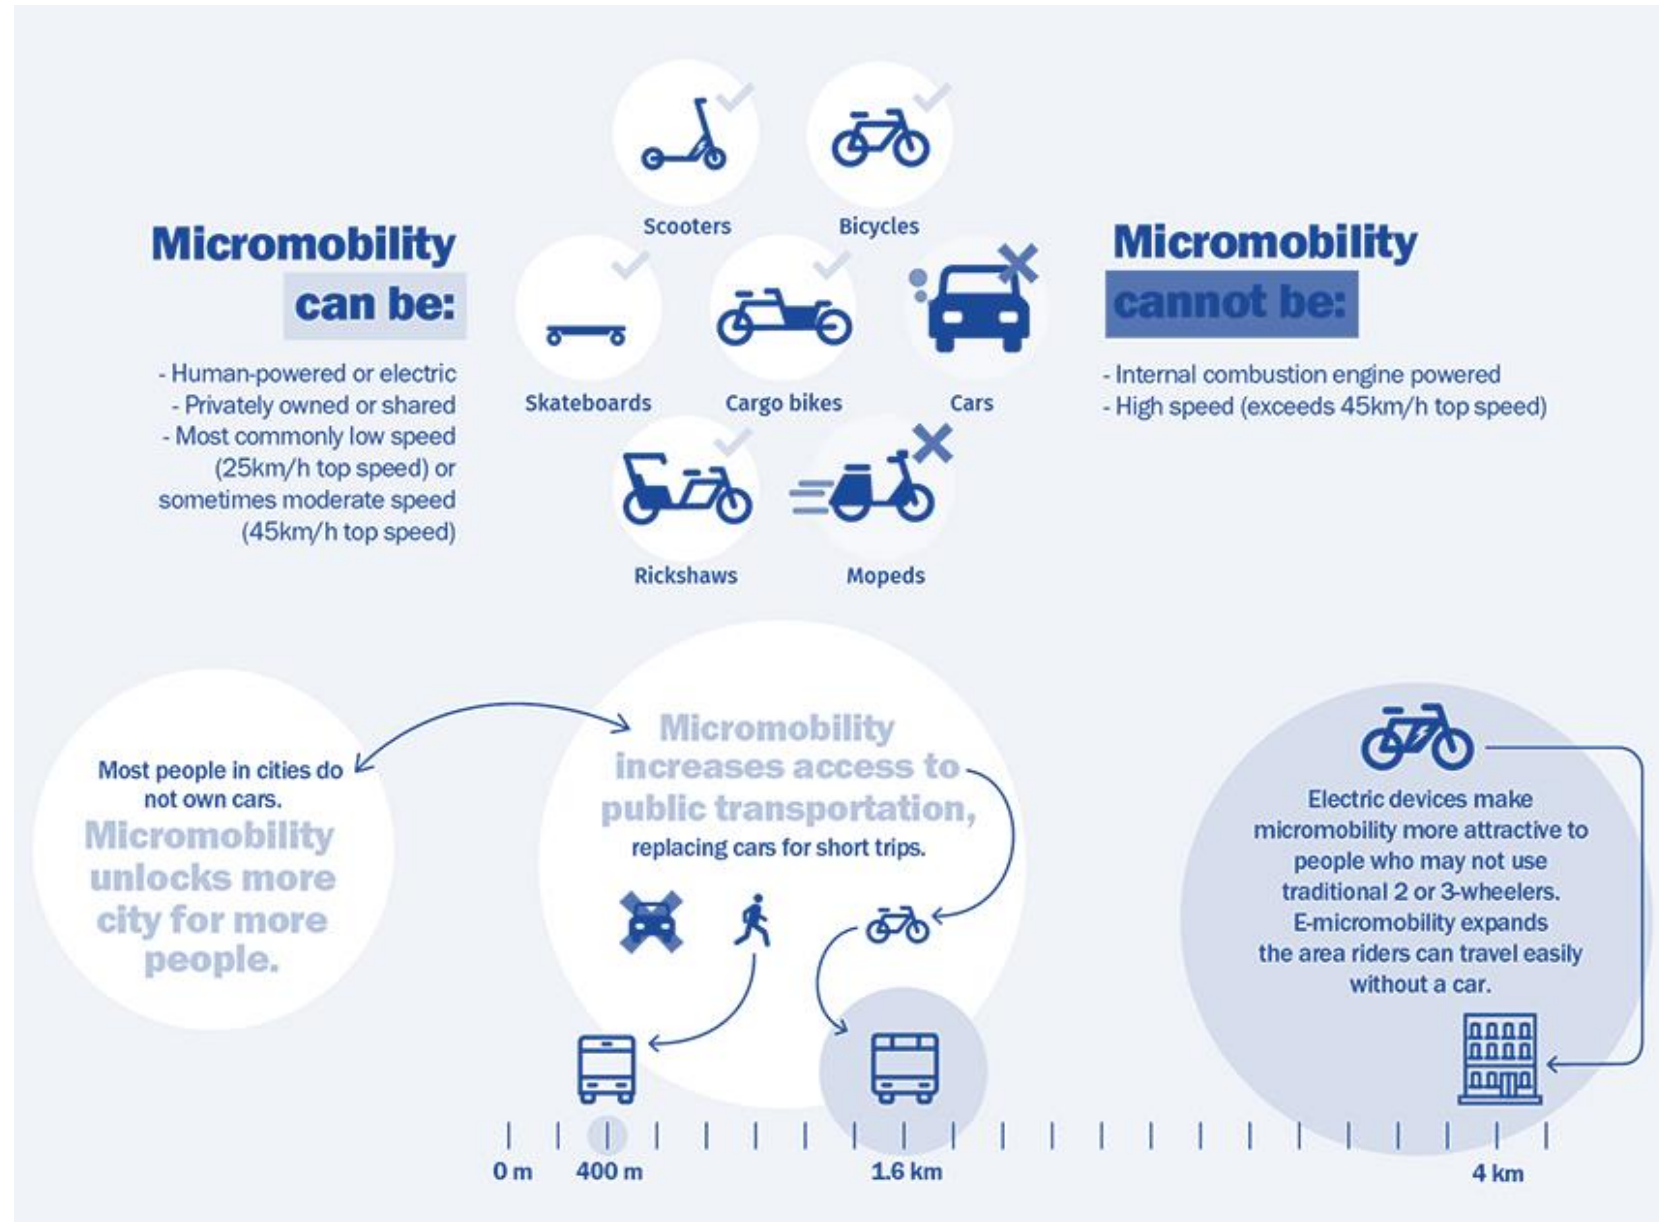 Scooters
Bicycles
Micromobility
can be:
- Human-powered or electric
- Privately owned or shared
- Most commonly low speed
(25km/h top speed) or
sometimes moderate speed
(45km/h top speed)
Skateboards
Cargo bikes
Cars
Rickshaws
Mopeds
Micromobility
cannot be:
- Internal combustion engine powered
- High speed (exceeds 45km/h top speed)
Most people in cities do
not own cars.
Micromobility
unlocks more
city for more
people.
Micromobility
increases access to
public transportation,
replacing cars for short trips.
Electric devices make
micromobility more attractive to
people who may not use
traditional 2 or 3-wheelers.
E-micromobility expands
the area riders can travel easily
without a car.
0 m
400 m
1.6 km
4 km